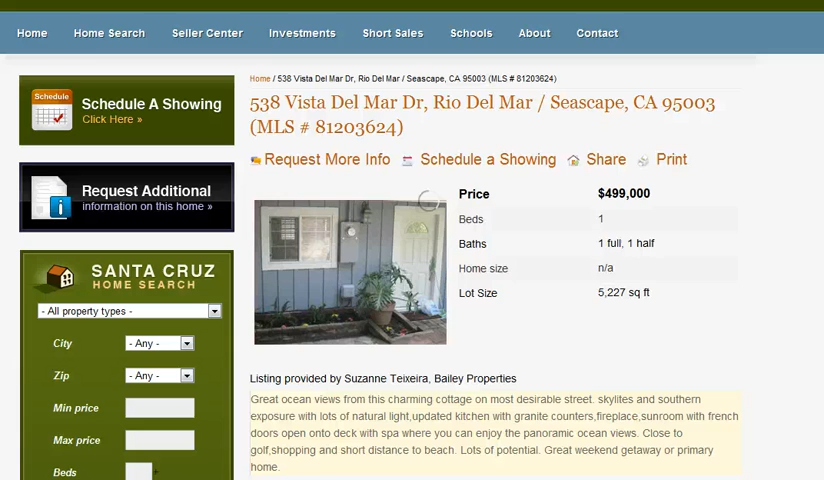 Home Home Search Seller Center Investments Short Sales Schools About Contact
Home / 538 Vista Del Mar Dr, Rio Del Mar / Seascape, CA 95003 (MLS # 81203624)
Schedule
Schedule A Showing
Click Here »
538 Vista Del Mar Dr, Rio Del Mar / Seascape, CA 95003
(MLS # 81203624)
Request More Info Schedule a Showing Share Print
Request Additional
information on this home »
Price $499,000
Beds 1
Baths 1 full, 1 half
Home size n/a
Lot Size 5,227 sq ft
SANTA CRUZ
HOME SEARCH
- All property types -
City - Any -
Zip - Any -
Min price
Max price
Beds +
Listing provided by Suzanne Teixeira, Bailey Properties
Great ocean views from this charming cottage on most desirable street. skylites and southern
exposure with lots of natural light,updated kitchen with granite counters,fireplace,sunroom with french
doors open onto deck with spa where you can enjoy the panoramic ocean views. Close to
golf,shopping and short distance to beach. Lots of potential. Great weekend getaway or primary
home.